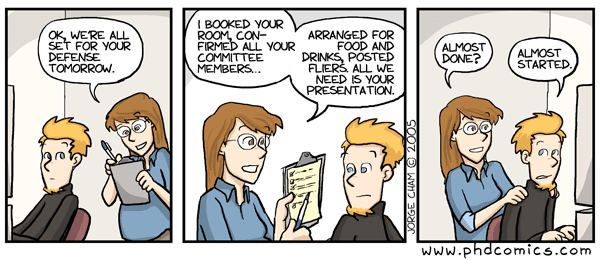 OK, WE'RE ALL
SET FOR YOUR
DEFENSE
TOMORROW.
I BOOKED YOUR
ROOM, CON-
FIRMED ALL YOUR
COMMITTEE
MEMBERS...
ARRANGED FOR
FOOD AND
DRINKS, POSTED
FLIERS. ALL WE
NEED IS YOUR
PRESENTATION.
JORGE CHAM © 2005
ALMOST
DONE?
ALMOST
STARTED.
www.phdcomics.com